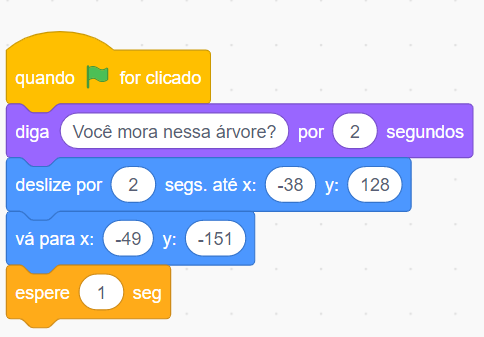 quando for clicado
diga Você mora nessa árvore? por 2 segundos
deslize por 2 segs. até x: -38 y: 128
vá para x: -49 y: -151
espere 1 seg